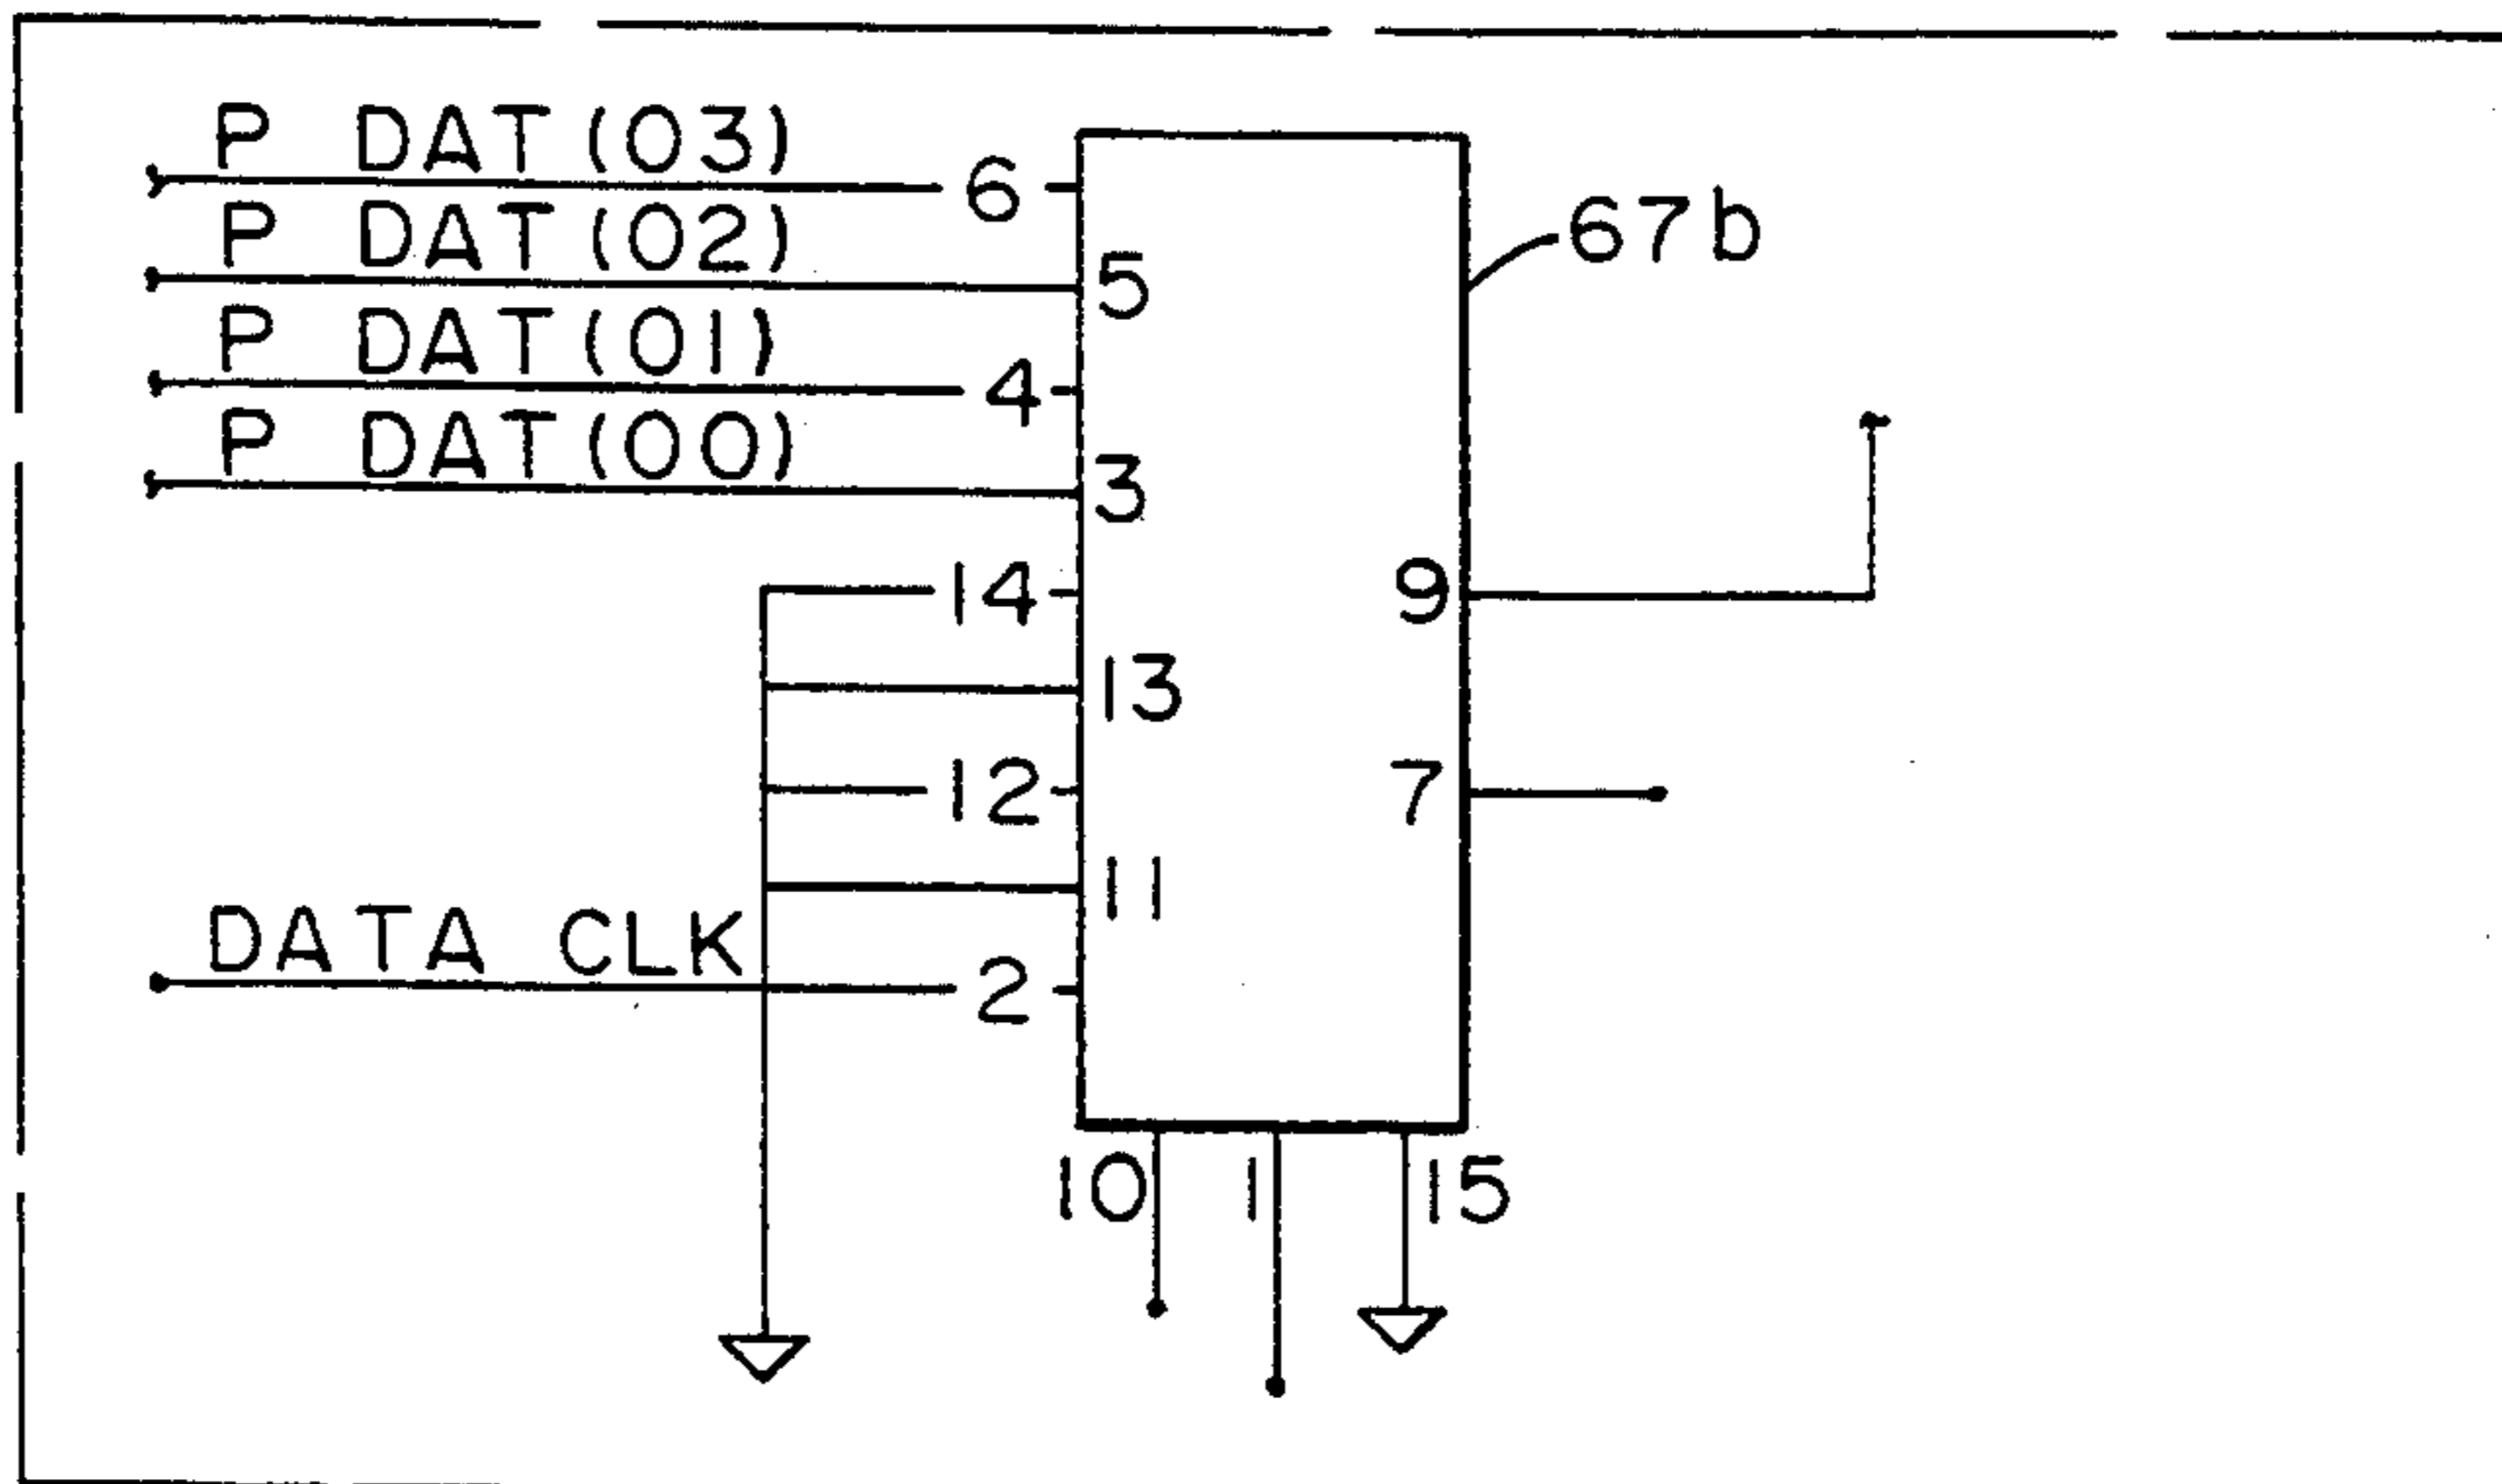 P DAT(03)
6
67b
P DAT(02)
5
P DAT(01)
4
P DAT(00)
3
14
9
13
12
7
11
DATA CLK
2
10 1 15